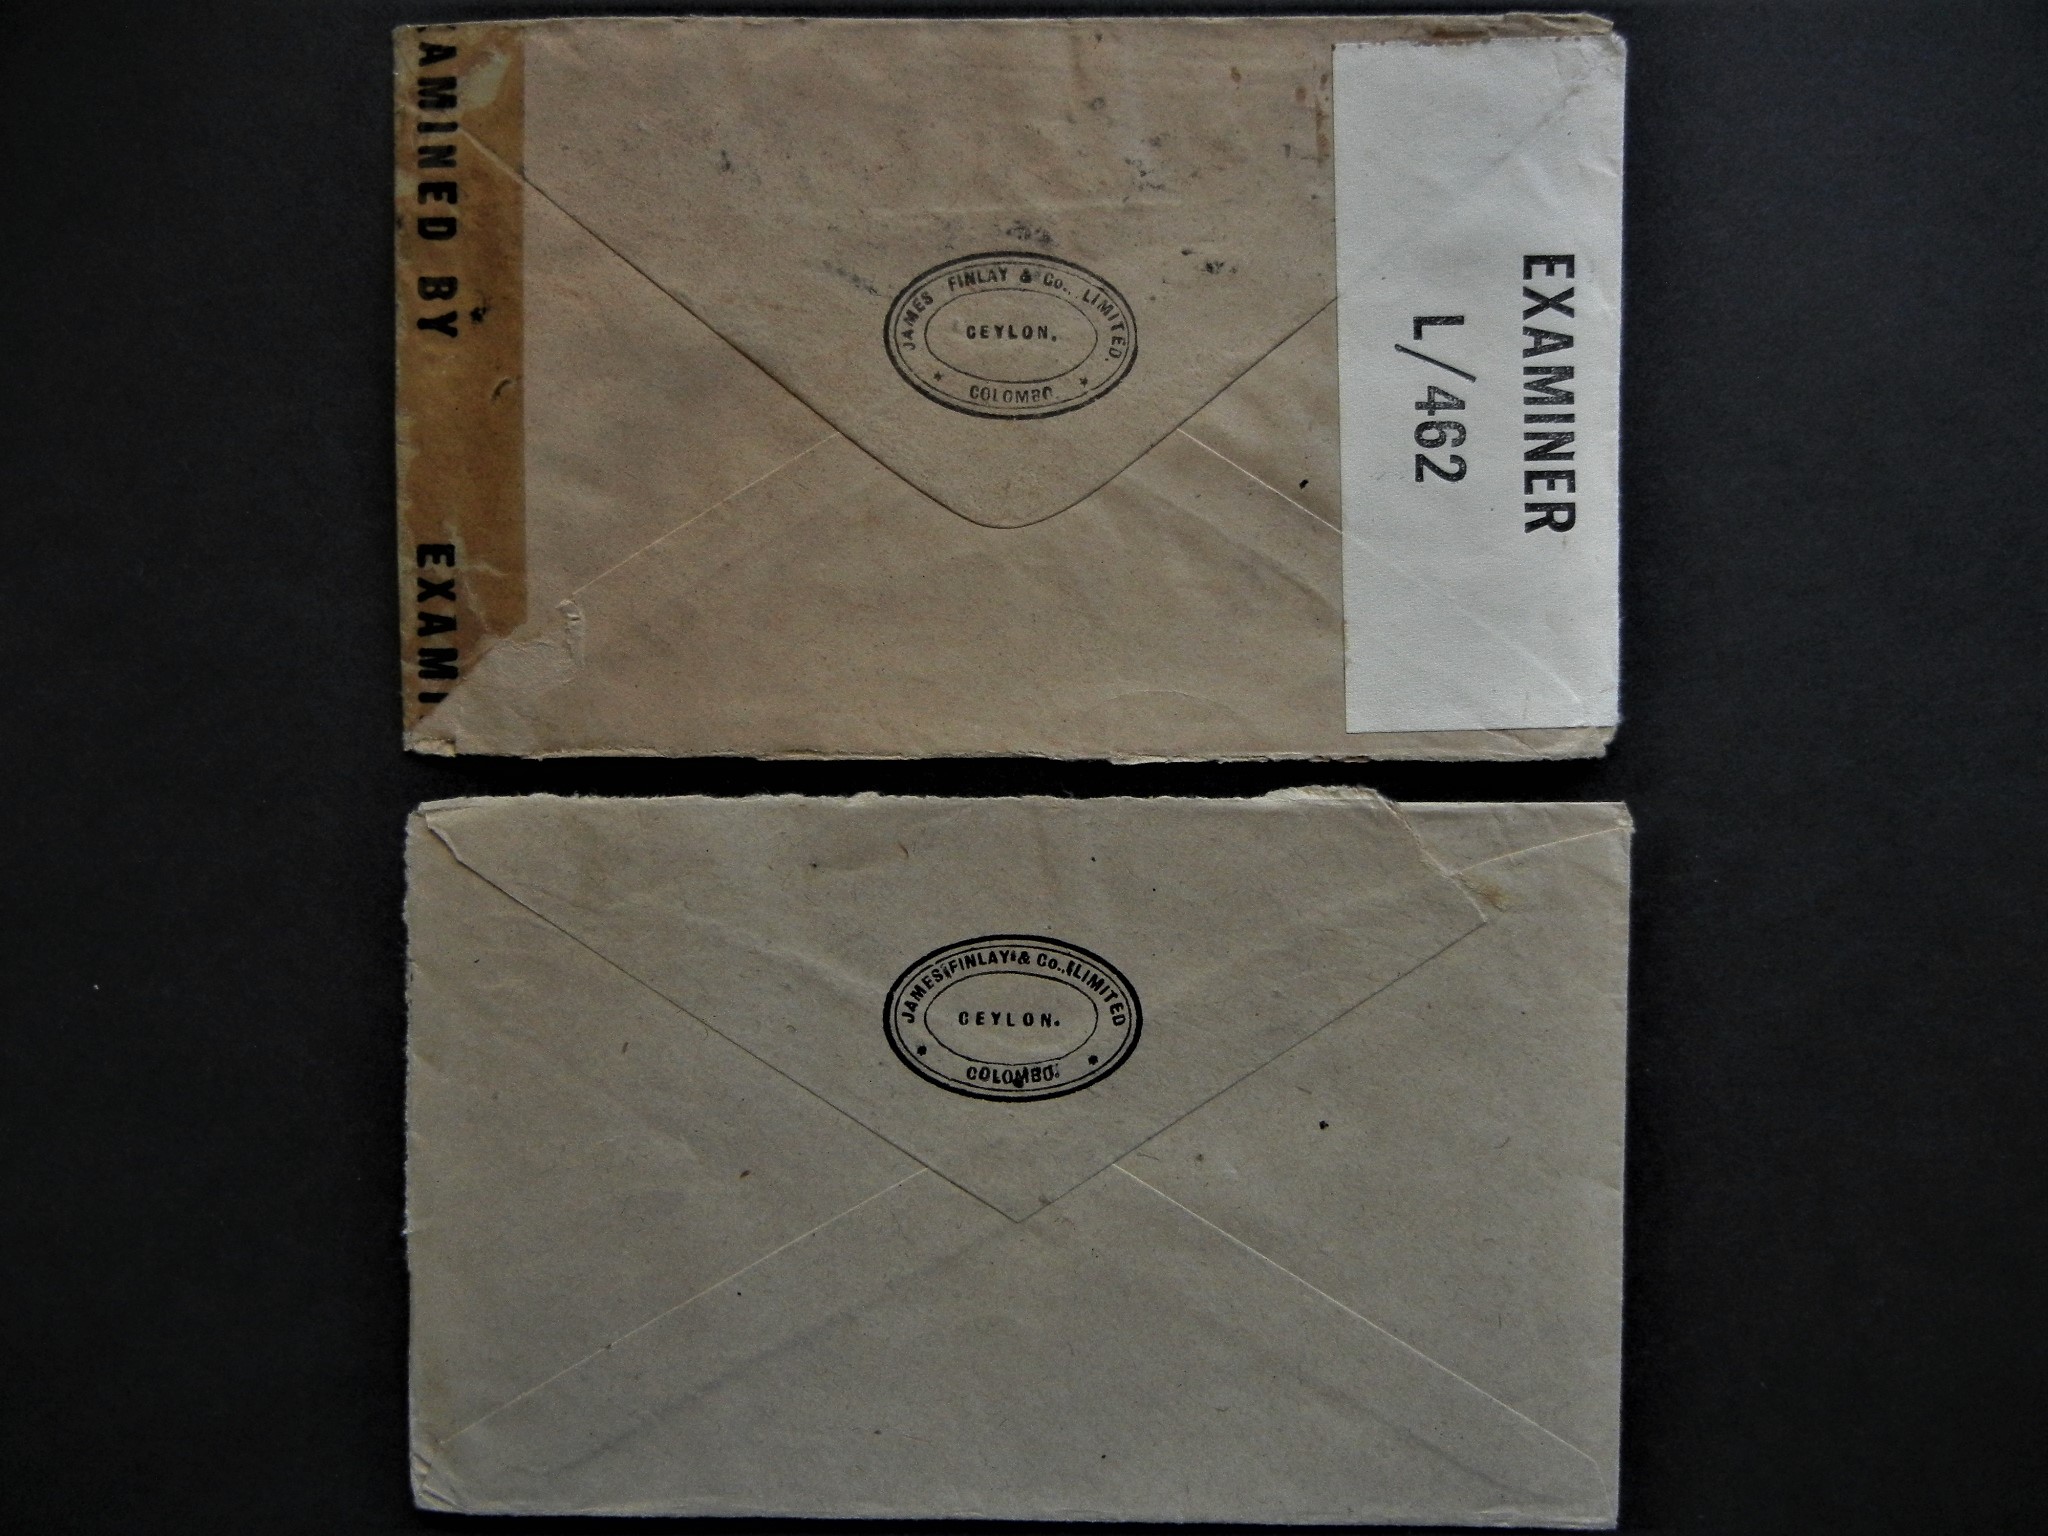 AMINED BY EXAMI
JAMES FINLAY & Co., LIMITED.
CEYLON.
COLOMBO.
EXAMINER
L/462
JAMES FINLAY & Co., LIMITED
CEYLON.
COLOMBO.